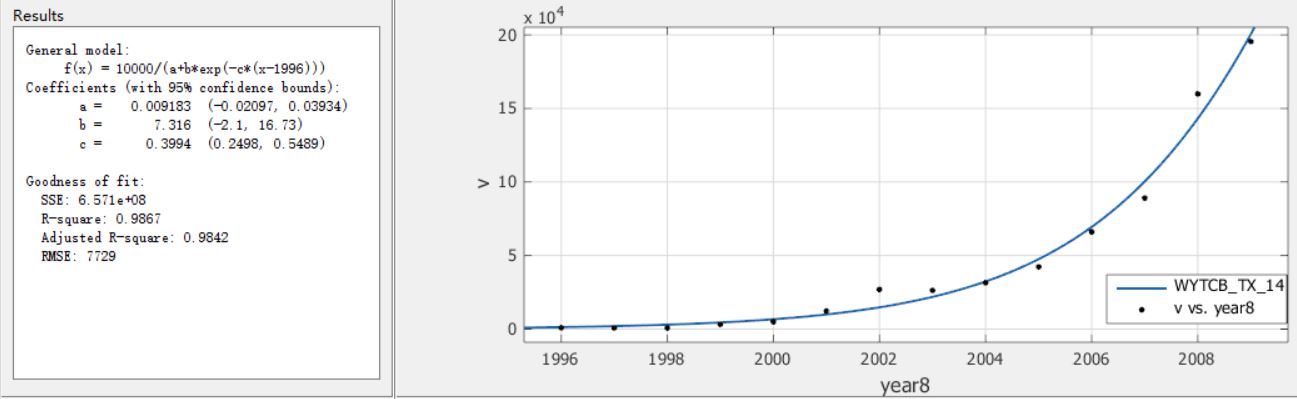 Results
General model:
f(x) = 10000/(a+b*exp(-c*(x-1996)))
Coefficients (with 95% confidence bounds):
a = 0.009183 (-0.02097, 0.03934)
b = 7.316 (-2.1, 16.73)
c = 0.3994 (0.2498, 0.5489)
Goodness of fit:
SSE: 6.571e+08
R-square: 0.9867
Adjusted R-square: 0.9842
RMSE: 7729
x 10^4
20
15
10
5
0
v
WYTCB_TX_14
v vs. year8
1996 1998 2000 2002 2004 2006 2008
year8